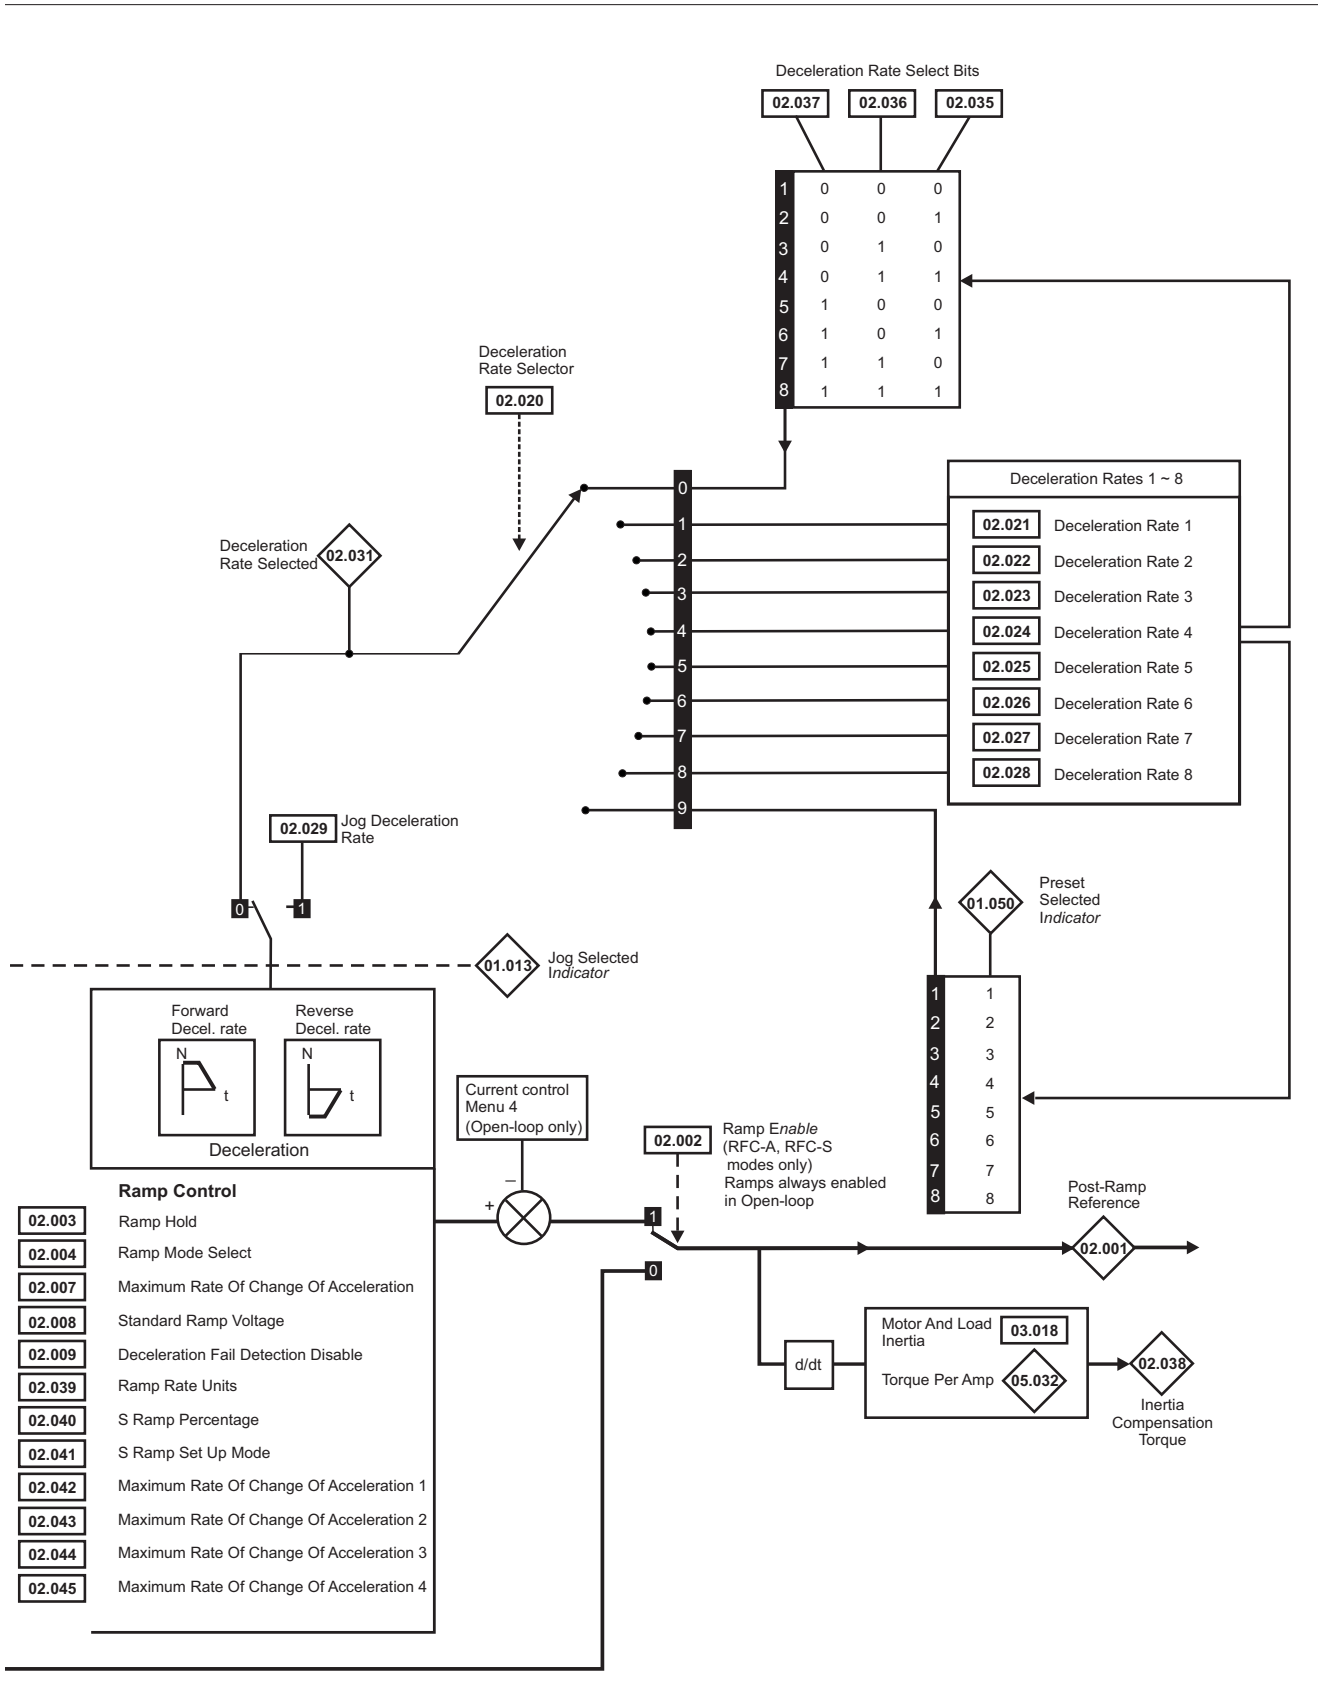 Deceleration Rate Select Bits
02.037 02.036 02.035
1 0 0 0
2 0 0 1
3 0 1 0
4 0 1 1
5 1 0 0
6 1 0 1
7 1 1 0
8 1 1 1
Deceleration
Rate Selector
02.020
0
1
2
3
4
5
6
7
8
9
Deceleration Rates 1 ~ 8
02.021 Deceleration Rate 1
02.022 Deceleration Rate 2
02.023 Deceleration Rate 3
02.024 Deceleration Rate 4
02.025 Deceleration Rate 5
02.026 Deceleration Rate 6
02.027 Deceleration Rate 7
02.028 Deceleration Rate 8
Deceleration
Rate Selected
02.031
02.029
Jog Deceleration
Rate
0 1
01.013
Jog Selected
Indicator
01.050
Preset
Selected
Indicator
1 1
2 2
3 3
4 4
5 5
6 6
7 7
8 8
Forward
Decel. rate
N
t
Reverse
Decel. rate
N
t
Deceleration
Current control
Menu 4
(Open-loop only)
–
+
02.002
Ramp Enable
(RFC-A, RFC-S
modes only)
Ramps always enabled
in Open-loop
1
0
Post-Ramp
Reference
02.001
Ramp Control
02.003 Ramp Hold
02.004 Ramp Mode Select
02.007 Maximum Rate Of Change Of Acceleration
02.008 Standard Ramp Voltage
02.009 Deceleration Fail Detection Disable
02.039 Ramp Rate Units
02.040 S Ramp Percentage
02.041 S Ramp Set Up Mode
02.042 Maximum Rate Of Change Of Acceleration 1
02.043 Maximum Rate Of Change Of Acceleration 2
02.044 Maximum Rate Of Change Of Acceleration 3
02.045 Maximum Rate Of Change Of Acceleration 4
d/dt
Motor And Load
Inertia
03.018
Torque Per Amp 05.032
02.038
Inertia
Compensation
Torque